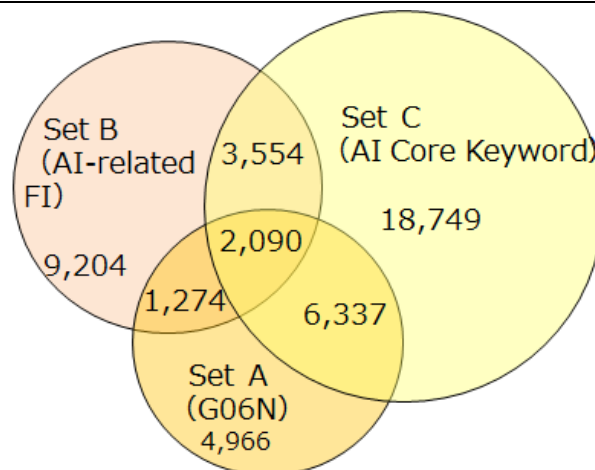 Set B
(AI-related
FI)
9,204
3,554
Set C
(AI Core Keyword)
18,749
2,090
1,274
6,337
Set A
(G06N)
4,966